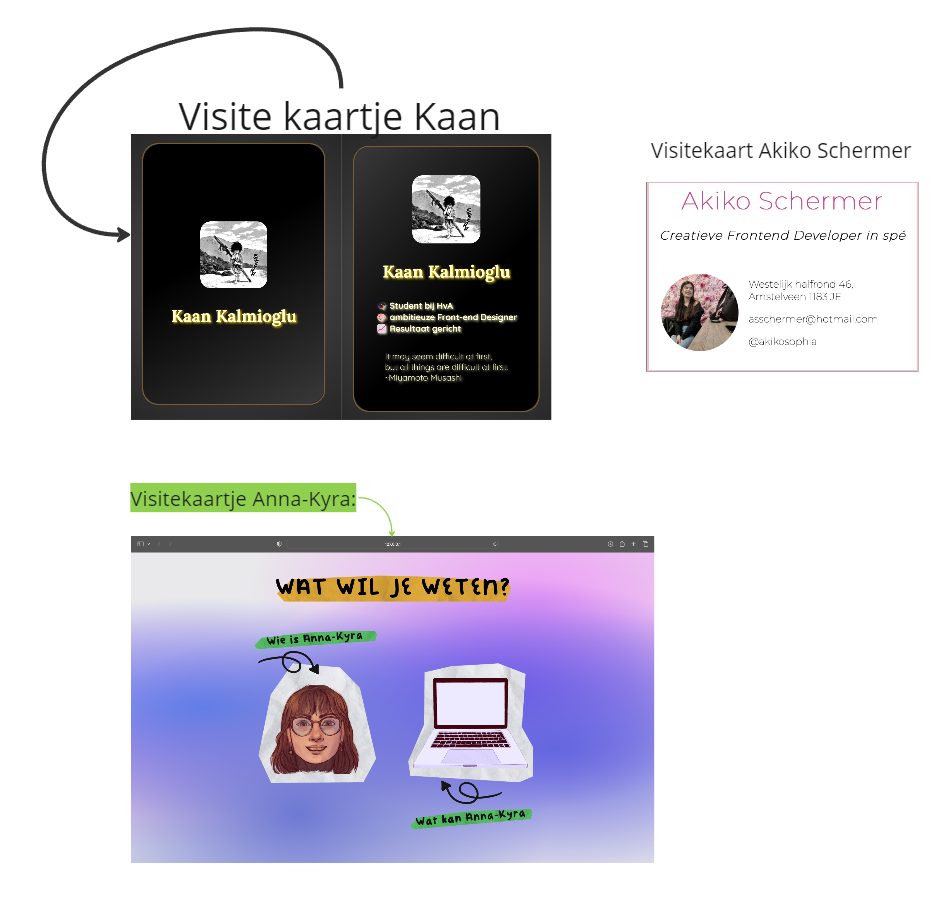 Visite kaartje Kaan
Kaan Kalmioglu
Kaan Kalmioglu
Student bij HvA
ambitieuze Front-end Designer
Resultaat gericht
It may seem difficult at first,
but all things are difficult at first.
-Miyamoto Musashi
Visitekaart Akiko Schermer
Akiko Schermer
Creatieve Frontend Developer in spé
Westelijk halfrond 46,
Amstelveen 1183 JE
asschermer@hotmail.com
@akikosophia
Visitekaartje Anna-Kyra:
WAT WIL JE WETEN?
Wie is Anna-Kyra
Wat kan Anna-Kyra